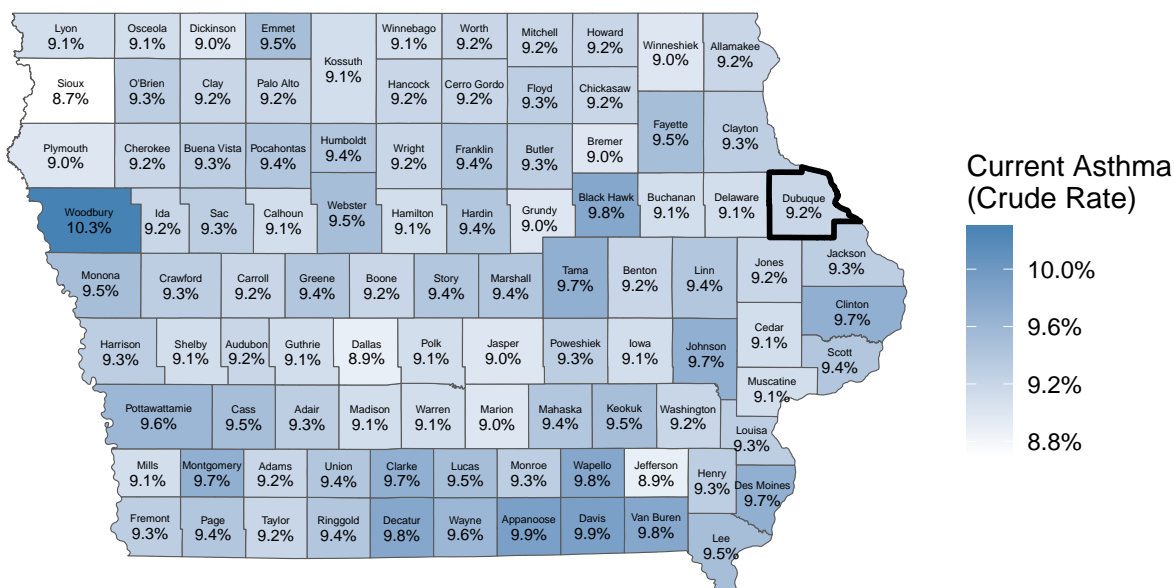 Lyon
9.1%
Osceola
9.1%
Dickinson
9.0%
Emmet
9.5%
Kossuth
9.1%
Winnebago
9.1%
Worth
9.2%
Mitchell
9.2%
Howard
9.2%
Winneshiek
9.0%
Allamakee
9.2%
Sioux
8.7%
O'Brien
9.3%
Clay
9.2%
Palo Alto
9.2%
Hancock
9.2%
Cerro Gordo
9.2%
Floyd
9.3%
Chickasaw
9.2%
Fayette
9.5%
Clayton
9.3%
Plymouth
9.0%
Cherokee
9.2%
Buena Vista
9.3%
Pocahontas
9.4%
Humboldt
9.4%
Wright
9.2%
Franklin
9.4%
Butler
9.3%
Bremer
9.0%
Woodbury
10.3%
Ida
9.2%
Sac
9.3%
Calhoun
9.1%
Webster
9.5%
Hamilton
9.1%
Hardin
9.4%
Grundy
9.0%
Black Hawk
9.8%
Buchanan
9.1%
Delaware
9.1%
Dubuque
9.2%
Monona
9.5%
Crawford
9.3%
Carroll
9.2%
Greene
9.4%
Boone
9.2%
Story
9.4%
Marshall
9.4%
Tama
9.7%
Benton
9.2%
Linn
9.4%
Jones
9.2%
Jackson
9.3%
Clinton
9.7%
Harrison
9.3%
Shelby
9.1%
Audubon
9.2%
Guthrie
9.1%
Dallas
8.9%
Polk
9.1%
Jasper
9.0%
Poweshiek
9.3%
Iowa
9.1%
Johnson
9.7%
Cedar
9.1%
Scott
9.4%
Muscatine
9.1%
Pottawattamie
9.6%
Cass
9.5%
Adair
9.3%
Madison
9.1%
Warren
9.1%
Marion
9.0%
Mahaska
9.4%
Keokuk
9.5%
Washington
9.2%
Louisa
9.3%
Mills
9.1%
Montgomery
9.7%
Adams
9.2%
Union
9.4%
Clarke
9.7%
Lucas
9.5%
Monroe
9.3%
Wapello
9.8%
Jefferson
8.9%
Henry
9.3%
Des Moines
9.7%
Fremont
9.3%
Page
9.4%
Taylor
9.2%
Ringgold
9.4%
Decatur
9.8%
Wayne
9.6%
Appanoose
9.9%
Davis
9.9%
Van Buren
9.8%
Lee
9.5%
Current Asthma
(Crude Rate)
10.0%
9.6%
9.2%
8.8%